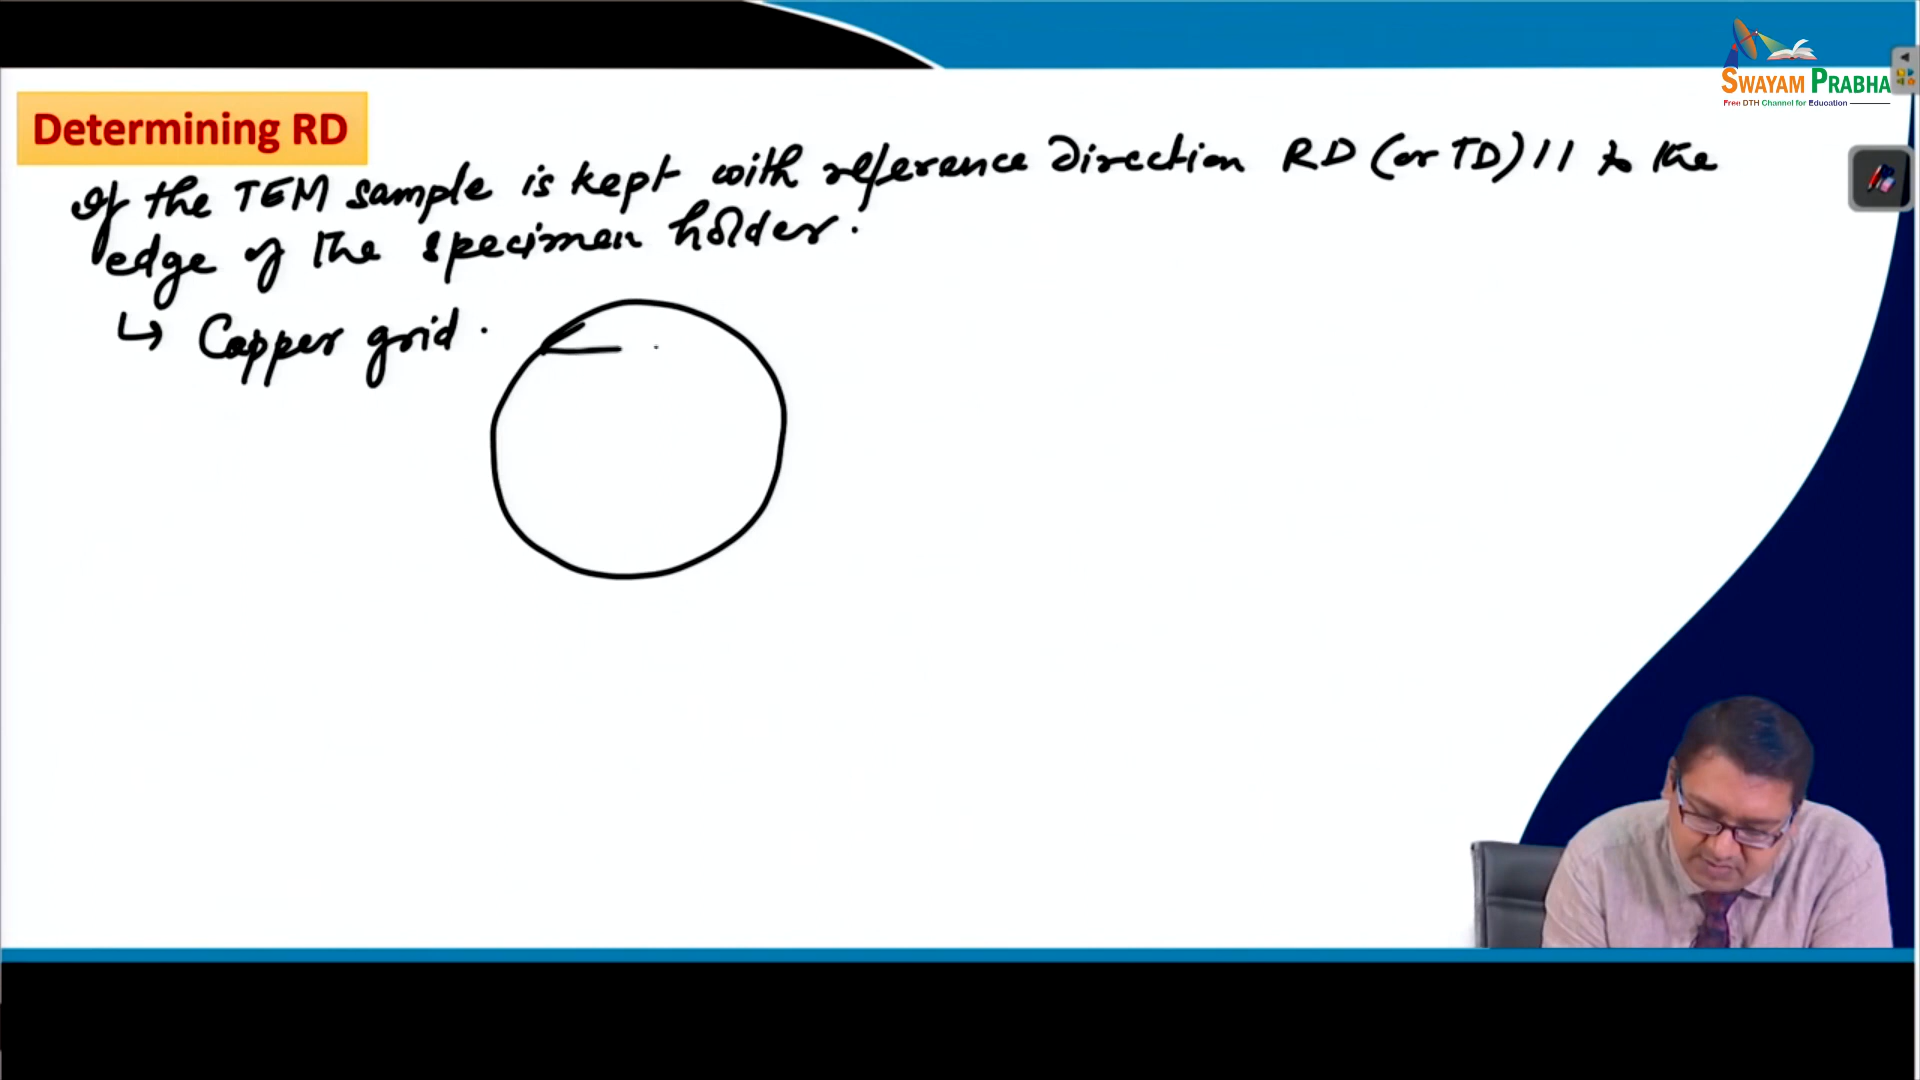 SWAYAM PRABHA
Free DTH Channel for Education
Determining RD
If the TEM sample is kept with reference Direction RD (or TD) // to the
edge of the specimen holder.
↳ Copper grid.